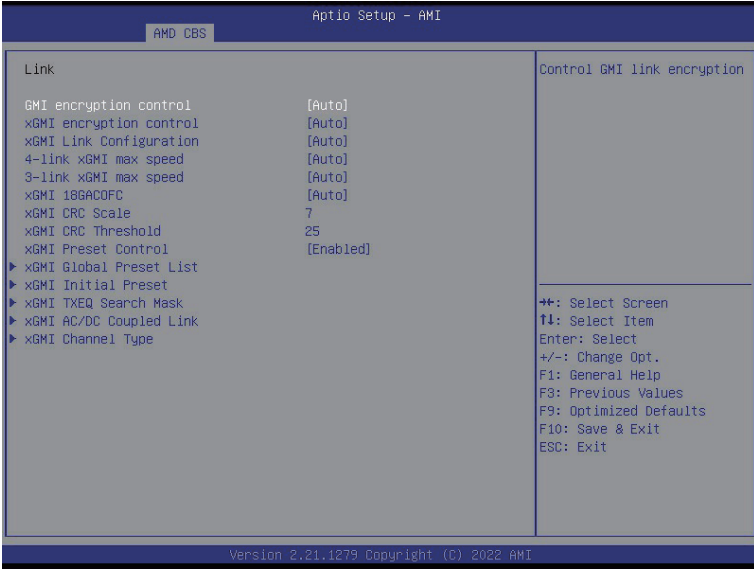 Aptio Setup – AMI
AMD CBS
Link
GMI encryption control [Auto]
xGMI encryption control [Auto]
xGMI Link Configuration [Auto]
4-link xGMI max speed [Auto]
3-link xGMI max speed [Auto]
xGMI 18GACOFC [Auto]
xGMI CRC Scale 7
xGMI CRC Threshold 25
xGMI Preset Control [Enabled]
▶ xGMI Global Preset List
▶ xGMI Initial Preset
▶ xGMI TXEQ Search Mask
▶ xGMI AC/DC Coupled Link
▶ xGMI Channel Type
Control GMI link encryption
→←: Select Screen
↑↓: Select Item
Enter: Select
+/-: Change Opt.
F1: General Help
F3: Previous Values
F9: Optimized Defaults
F10: Save & Exit
ESC: Exit
Version 2.21.1279 Copyright (C) 2022 AMI